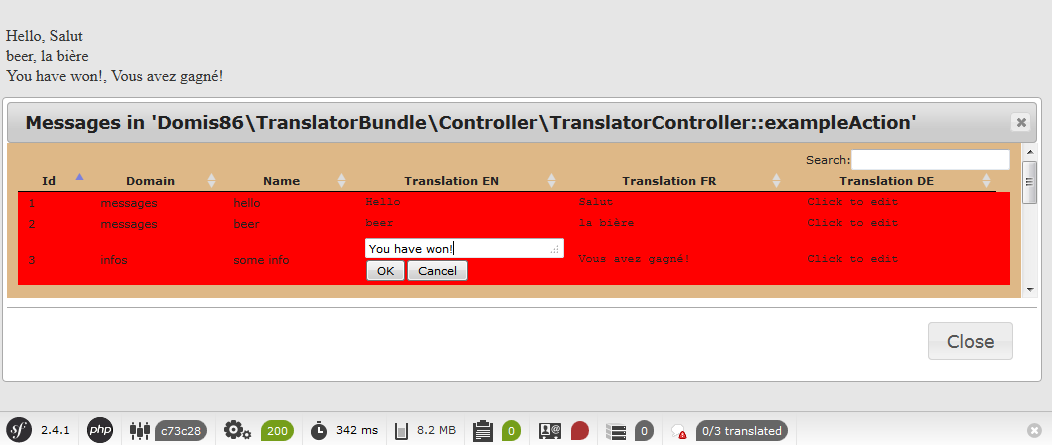 Hello, Salut
beer, la bière
You have won!, Vous avez gagné!
Messages in 'Domis86\TranslatorBundle\Controller\TranslatorController::exampleAction'
Search:
Id Domain Name Translation EN Translation FR Translation DE
1 messages hello Hello Salut Click to edit
2 messages beer beer la bière Click to edit
3 infos some info You have won! Vous avez gagné! Click to edit
OK Cancel
Close
sf 2.4.1 php c73c28 200 342 ms 8.2 MB 0 0 0/3 translated